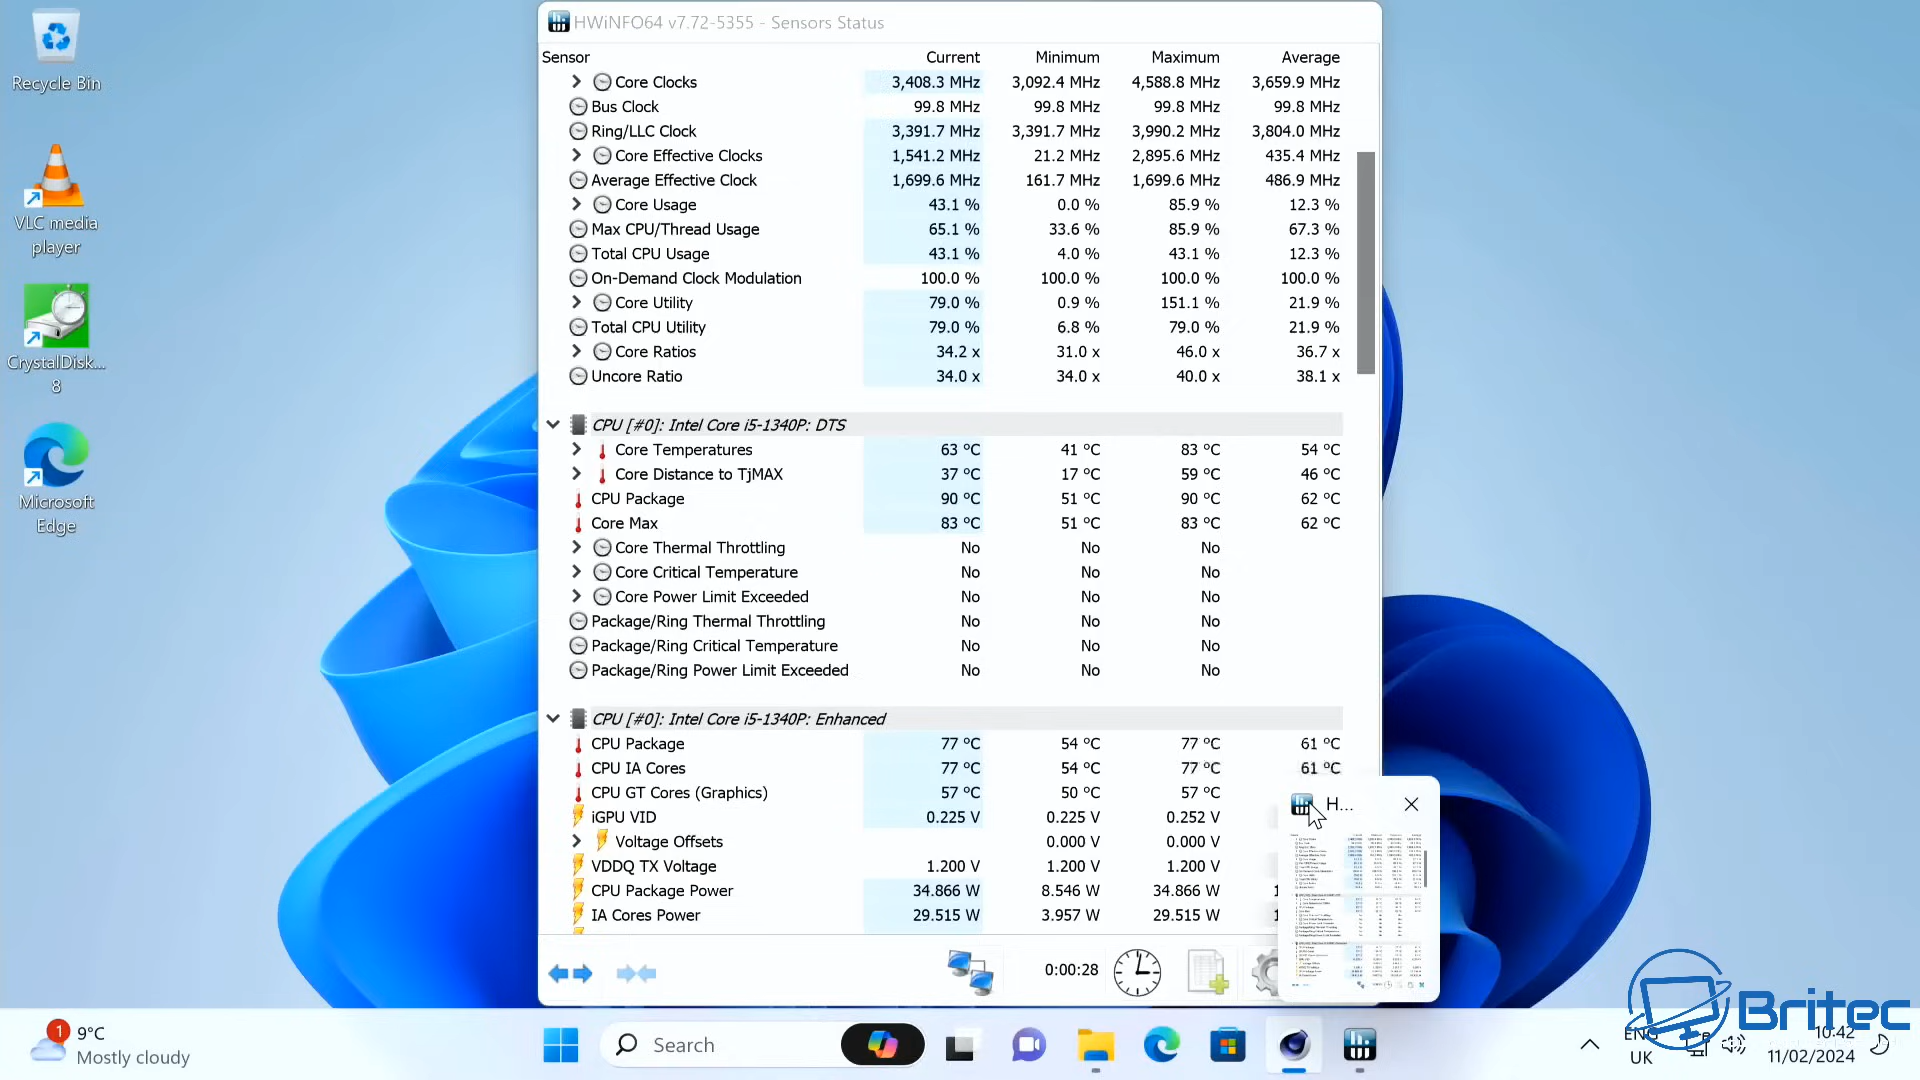 Recycle Bin
VLC media
player
CrystalDisk...
8
Microsoft
Edge
HWiNFO64 v7.72-5355 - Sensors Status
Sensor Current Minimum Maximum Average
Core Clocks 3,408.3 MHz 3,092.4 MHz 4,588.8 MHz 3,659.9 MHz
Bus Clock 99.8 MHz 99.8 MHz 99.8 MHz 99.8 MHz
Ring/LLC Clock 3,391.7 MHz 3,391.7 MHz 3,990.2 MHz 3,804.0 MHz
Core Effective Clocks 1,541.2 MHz 21.2 MHz 2,895.6 MHz 435.4 MHz
Average Effective Clock 1,699.6 MHz 161.7 MHz 1,699.6 MHz 486.9 MHz
Core Usage 43.1 % 0.0 % 85.9 % 12.3 %
Max CPU/Thread Usage 65.1 % 33.6 % 85.9 % 67.3 %
Total CPU Usage 43.1 % 4.0 % 43.1 % 12.3 %
On-Demand Clock Modulation 100.0 % 100.0 % 100.0 % 100.0 %
Core Utility 79.0 % 0.9 % 151.1 % 21.9 %
Total CPU Utility 79.0 % 6.8 % 79.0 % 21.9 %
Core Ratios 34.2 x 31.0 x 46.0 x 36.7 x
Uncore Ratio 34.0 x 34.0 x 40.0 x 38.1 x
CPU [#0]: Intel Core i5-1340P: DTS
Core Temperatures 63 °C 41 °C 83 °C 54 °C
Core Distance to TjMAX 37 °C 17 °C 59 °C 46 °C
CPU Package 90 °C 51 °C 90 °C 62 °C
Core Max 83 °C 51 °C 83 °C 62 °C
Core Thermal Throttling No No No
Core Critical Temperature No No No
Core Power Limit Exceeded No No No
Package/Ring Thermal Throttling No No No
Package/Ring Critical Temperature No No No
Package/Ring Power Limit Exceeded No No No
CPU [#0]: Intel Core i5-1340P: Enhanced
CPU Package 77 °C 54 °C 77 °C 61 °C
CPU IA Cores 77 °C 54 °C 77 °C 61 °C
CPU GT Cores (Graphics) 57 °C 50 °C 57 °C
iGPU VID 0.225 V 0.225 V 0.252 V
Voltage Offsets 0.000 V 0.000 V
VDDQ TX Voltage 1.200 V 1.200 V 1.200 V
CPU Package Power 34.866 W 8.546 W 34.866 W 1
IA Cores Power 29.515 W 3.957 W 29.515 W 1
H...
0:00:28
1
9°C
Mostly cloudy
Search
ENG
UK
10:42
11/02/2024
Britec